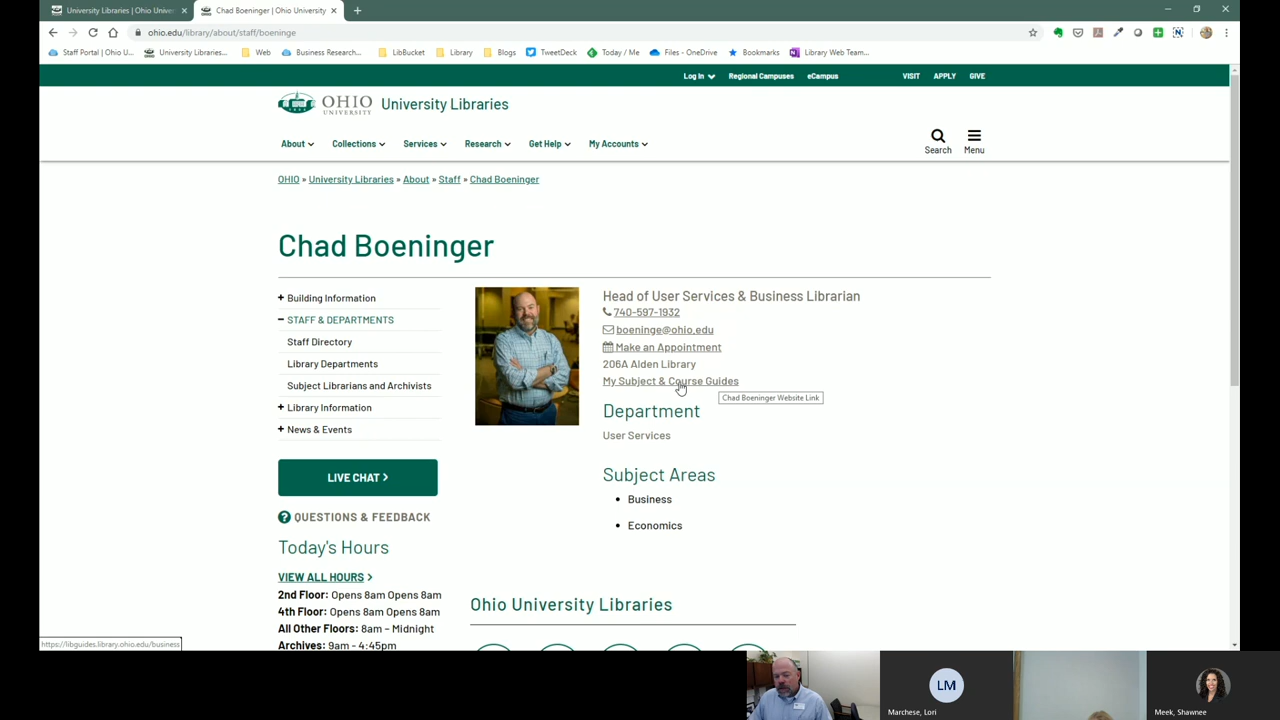 University Libraries | Ohio Univer
Chad Boeninger | Ohio University
ohio.edu/library/about/staff/boeninge
Staff Portal | Ohio U...
University Libraries...
Web
Business Research...
LibBucket
Library
Blogs
TweetDeck
Today / Me
Files - OneDrive
Bookmarks
Library Web Team...
Log In
Regional Campuses
eCampus
VISIT
APPLY
GIVE
OHIO
UNIVERSITY
University Libraries
About
Collections
Services
Research
Get Help
My Accounts
Search
Menu
OHIO » University Libraries » About » Staff » Chad Boeninger
Chad Boeninger
+ Building Information
− STAFF & DEPARTMENTS
Staff Directory
Library Departments
Subject Librarians and Archivists
+ Library Information
+ News & Events
LIVE CHAT >
? QUESTIONS & FEEDBACK
Today's Hours
VIEW ALL HOURS >
2nd Floor: Opens 8am Opens 8am
4th Floor: Opens 8am Opens 8am
All Other Floors: 8am – Midnight
Archives: 9am - 4:45pm
Head of User Services & Business Librarian
740-597-1932
boeninge@ohio.edu
Make an Appointment
206A Alden Library
My Subject & Course Guides
Chad Boeninger Website Link
Department
User Services
Subject Areas
• Business
• Economics
Ohio University Libraries
https://libguides.library.ohio.edu/business
LM
Marchese, Lori
Meek, Shawnee